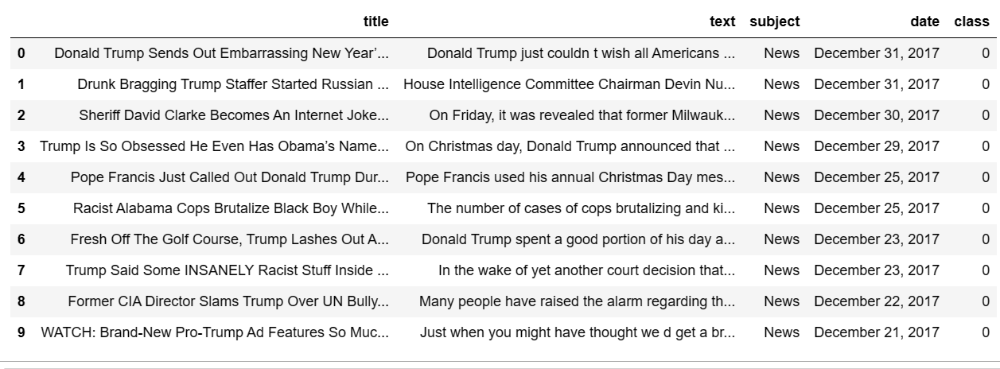 title text subject date class
0 Donald Trump Sends Out Embarrassing New Year’... Donald Trump just couldn t wish all Americans ... News December 31, 2017 0
1 Drunk Bragging Trump Staffer Started Russian ... House Intelligence Committee Chairman Devin Nu... News December 31, 2017 0
2 Sheriff David Clarke Becomes An Internet Joke... On Friday, it was revealed that former Milwauk... News December 30, 2017 0
3 Trump Is So Obsessed He Even Has Obama’s Name... On Christmas day, Donald Trump announced that ... News December 29, 2017 0
4 Pope Francis Just Called Out Donald Trump Dur... Pope Francis used his annual Christmas Day mes... News December 25, 2017 0
5 Racist Alabama Cops Brutalize Black Boy While... The number of cases of cops brutalizing and ki... News December 25, 2017 0
6 Fresh Off The Golf Course, Trump Lashes Out A... Donald Trump spent a good portion of his day a... News December 23, 2017 0
7 Trump Said Some INSANELY Racist Stuff Inside ... In the wake of yet another court decision that... News December 23, 2017 0
8 Former CIA Director Slams Trump Over UN Bully... Many people have raised the alarm regarding th... News December 22, 2017 0
9 WATCH: Brand-New Pro-Trump Ad Features So Muc... Just when you might have thought we d get a br... News December 21, 2017 0